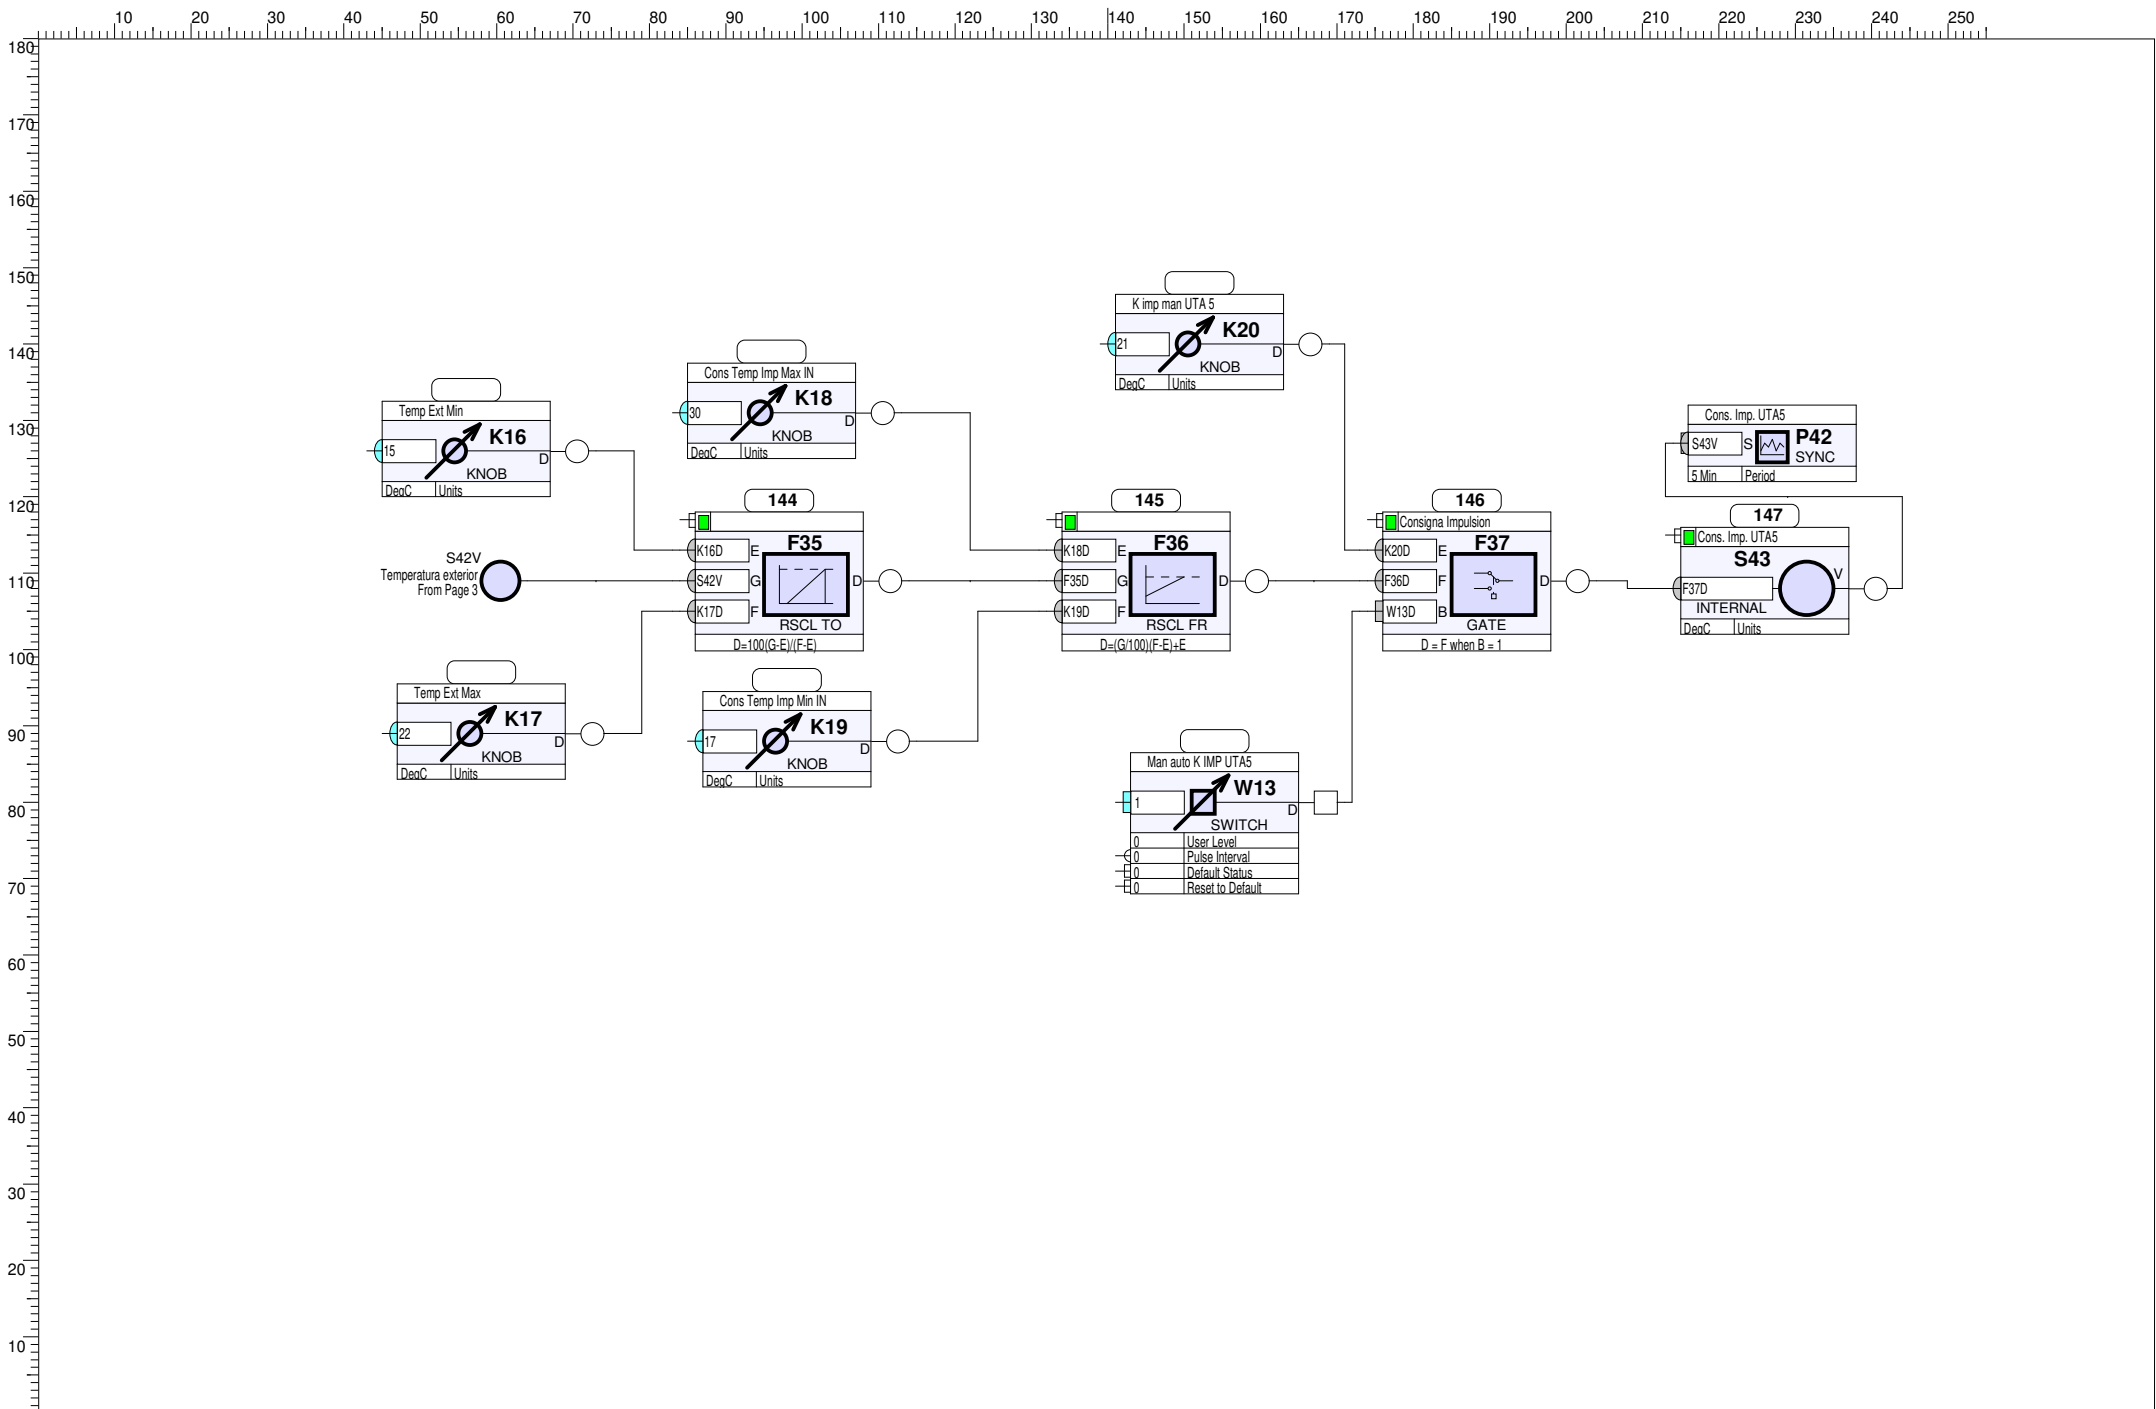 10 20 30 40 50 60 70 80 90 100 110 120 130 140 150 160 170 180 190 200 210 220 230 240 250
180
170
160
150
140
130
120
110
100
90
80
70
60
50
40
30
20
10
K imp man UTA 5
21
K20
D
KNOB
DegC Units
Cons Temp Imp Max IN
30
K18
D
KNOB
DegC Units
Temp Ext Min
15
K16
D
KNOB
DegC Units
Cons. Imp. UTA5
S43V S P42
SYNC
5 Min Period
144
F35
K16D E
S42V G D
K17D F
RSCL TO
D=100(G-E)/(F-E)
145
F36
K18D E
F35D G D
K19D F
RSCL FR
D=(G/100)(F-E)+E
146
Consigna Impulsion
F37
K20D E
F36D F D
W13D B
GATE
D = F when B = 1
147
Cons. Imp. UTA5
S43
V
F37D
INTERNAL
DegC Units
S42V
Temperatura exterior
From Page 3
Temp Ext Max
22
K17
D
KNOB
DegC Units
Cons Temp Imp Min IN
17
K19
D
KNOB
DegC Units
Man auto K IMP UTA5
1
W13
D
SWITCH
0 User Level
0 Pulse Interval
0 Default Status
0 Reset to Default